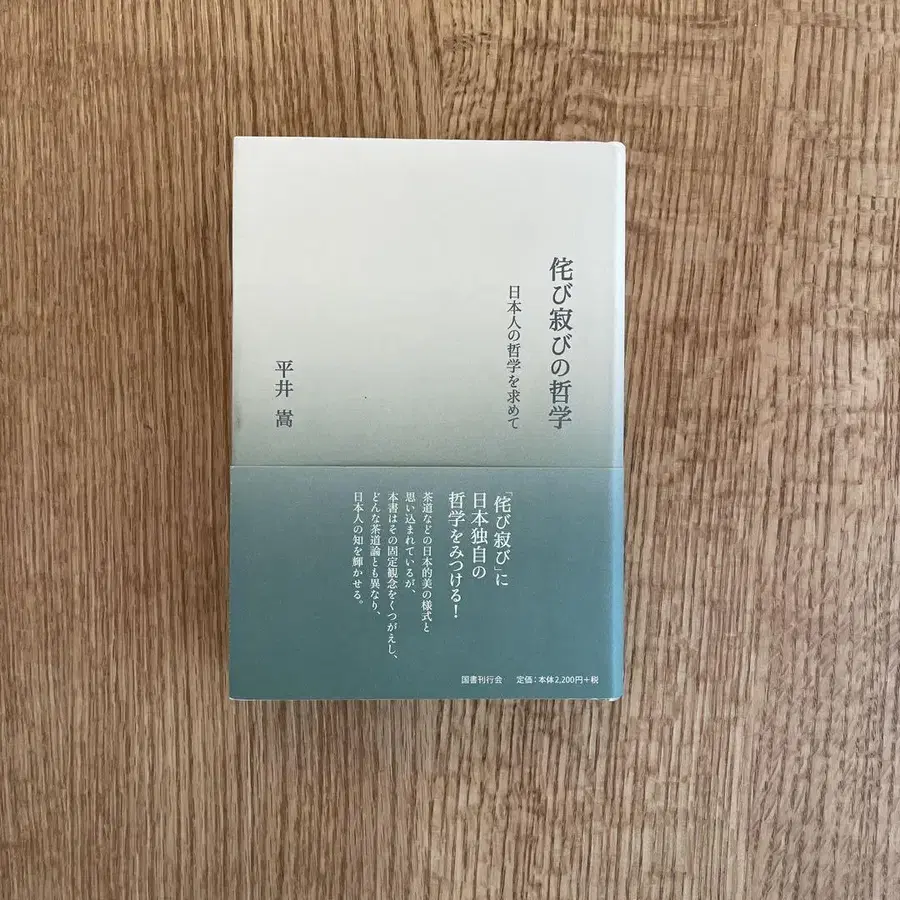 侘び寂びの哲学
日本人の哲学を求めて
平井 嵩
「侘び寂び」に
日本独自の
哲学をみつける！
茶道などの日本的美の様式と
思い込まれているが、
本書はその固定観念をくつがえし、
どんな茶道論とも異なり、
日本人の知を輝かせる。
国書刊行会 定価：本体2,200円＋税